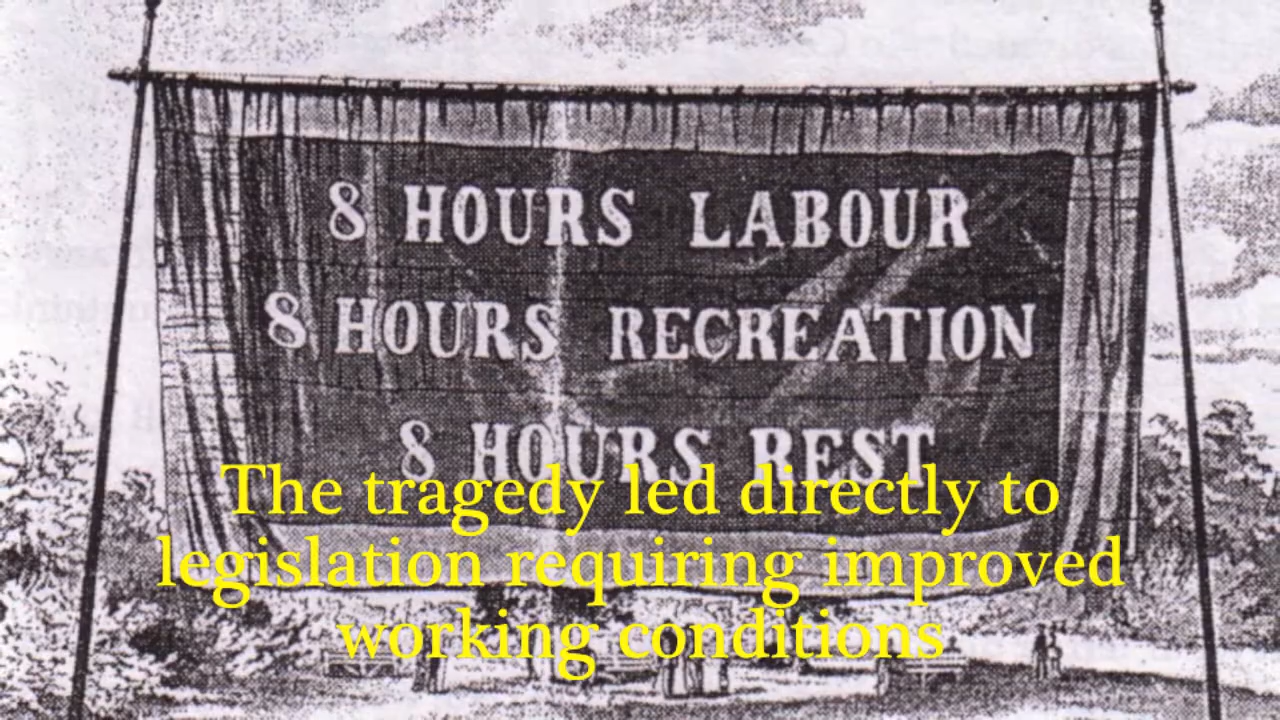 8 HOURS LABOUR
8 HOURS RECREATION
8 HOURS REST
The tragedy led directly to
legislation requiring improved
working conditions